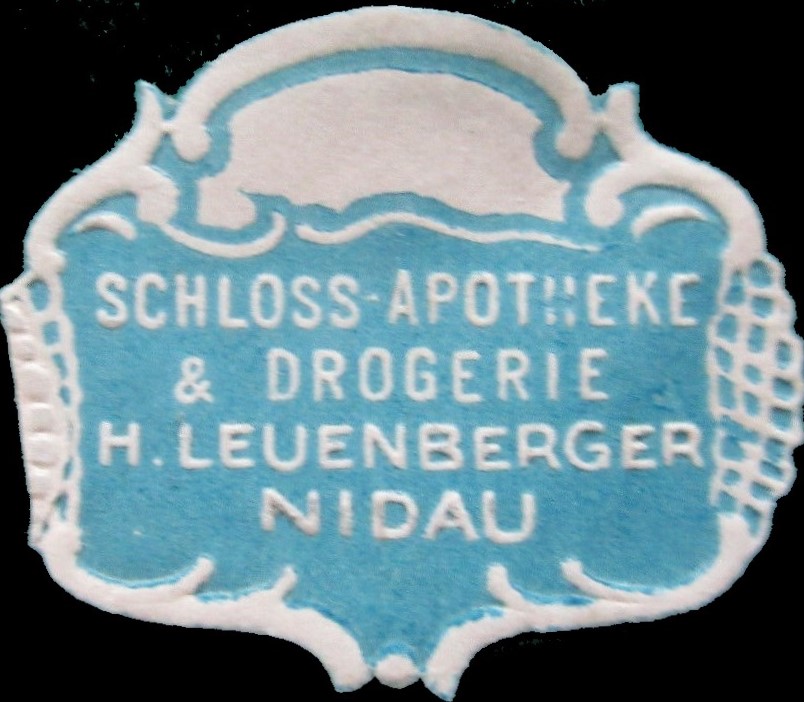 SCHLOSS-APOTHEKE
& DROGERIE
H. LEUENBERGER
NIDAU